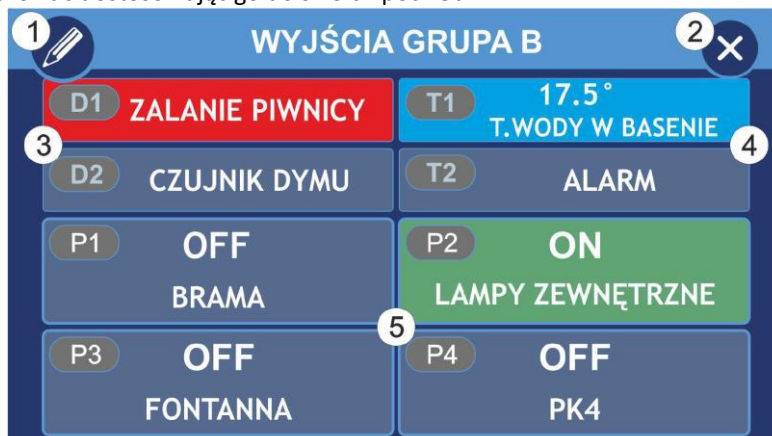 1 WYJŚCIA GRUPA B 2
D1 ZALANIE PIWNICY T1 17.5°
T.WODY W BASENIE
3 4
D2 CZUJNIK DYMU T2 ALARM
P1 OFF P2 ON
BRAMA LAMPY ZEWNĘTRZNE
5
P3 OFF P4 OFF
FONTANNA PK4